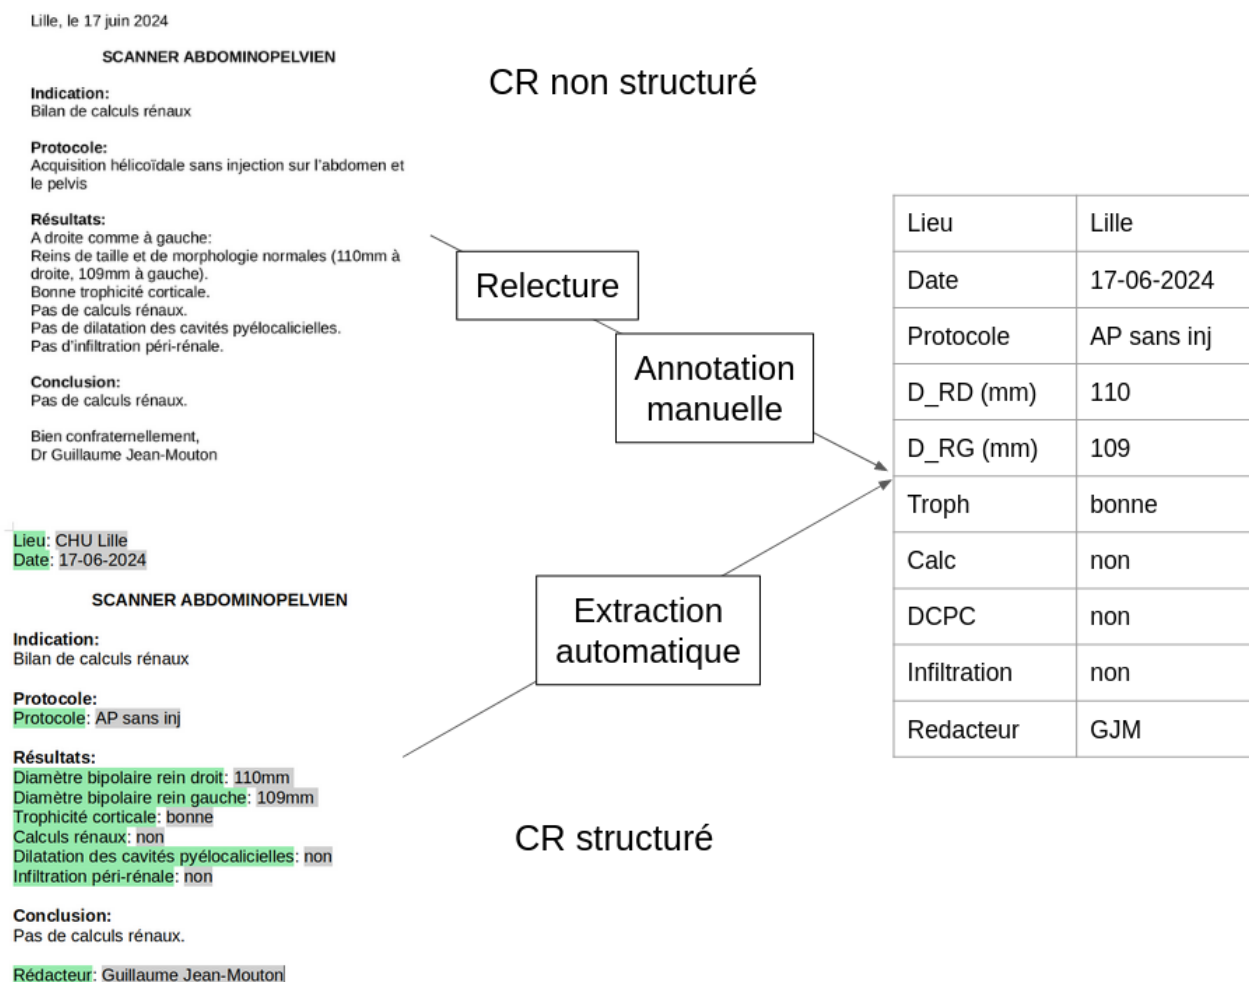 Lille, le 17 juin 2024
SCANNER ABDOMINOPELVIEN
Indication:
Bilan de calculs rénaux
Protocole:
Acquisition hélicoïdale sans injection sur l'abdomen et
le pelvis
Résultats:
A droite comme à gauche:
Reins de taille et de morphologie normales (110mm à
droite, 109mm à gauche).
Bonne trophicité corticale.
Pas de calculs rénaux.
Pas de dilatation des cavités pyélocalicielles.
Pas d'infiltration péri-rénale.
Conclusion:
Pas de calculs rénaux.
Bien confraternellement,
Dr Guillaume Jean-Mouton
CR non structuré
Relecture
Annotation
manuelle
Lieu: CHU Lille
Date: 17-06-2024
SCANNER ABDOMINOPELVIEN
Indication:
Bilan de calculs rénaux
Protocole:
Protocole: AP sans inj
Résultats:
Diamètre bipolaire rein droit: 110mm
Diamètre bipolaire rein gauche: 109mm
Trophicité corticale: bonne
Calculs rénaux: non
Dilatation des cavités pyélocalicielles: non
Infiltration péri-rénale: non
Conclusion:
Pas de calculs rénaux.
Rédacteur: Guillaume Jean-Mouton
Extraction
automatique
CR structuré
Lieu Lille
Date 17-06-2024
Protocole AP sans inj
D_RD (mm) 110
D_RG (mm) 109
Troph bonne
Calc non
DCPC non
Infiltration non
Redacteur GJM